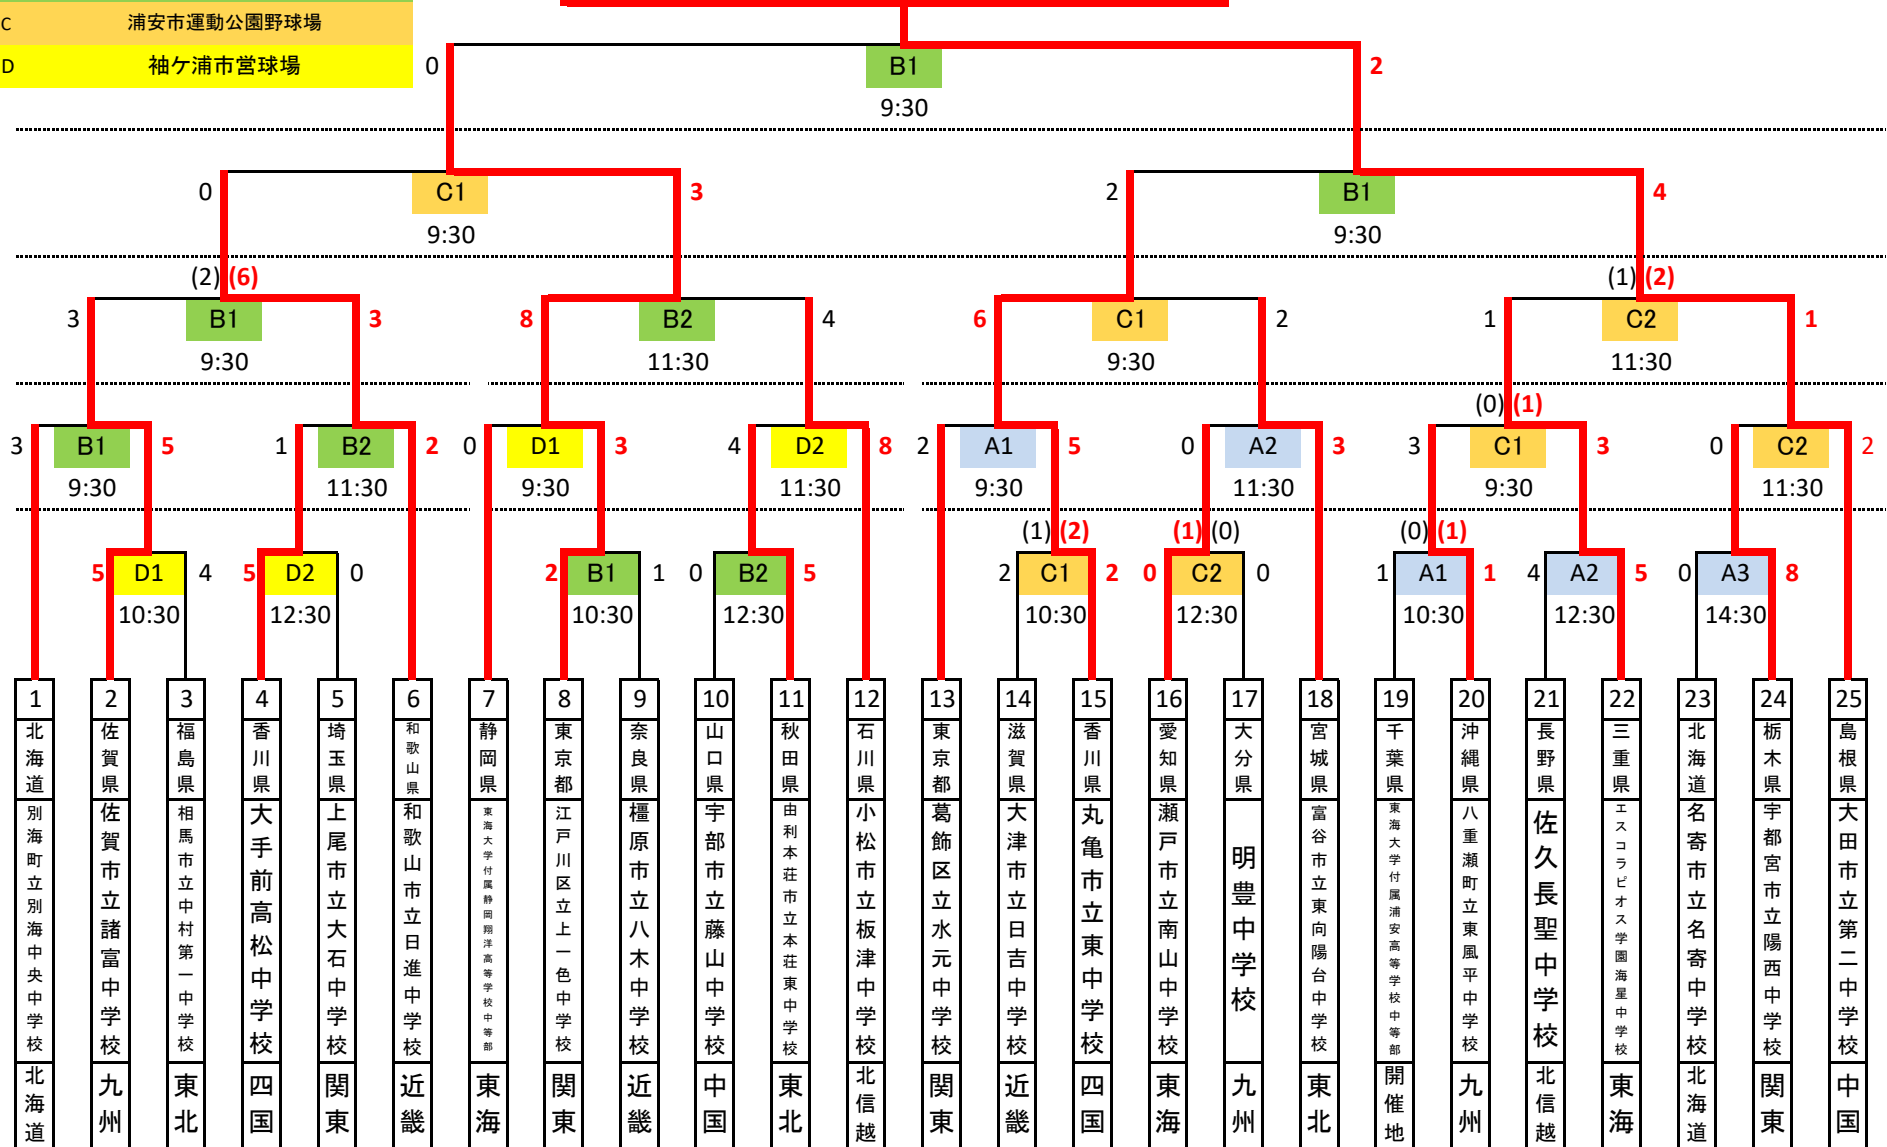 C 浦安市運動公園野球場
D 袖ケ浦市営球場
0 B1 2
9:30
0 C1 3 2 B1 4
9:30 9:30
(2) (6) (1) (2)
3 B1 3 8 B2 4 6 C1 2 1 C2 1
9:30 11:30 9:30 11:30
(0) (1)
3 B1 5 1 B2 2 0 D1 3 4 D2 8 2 A1 5 0 A2 3 3 C1 3 0 C2 2
9:30 11:30 9:30 11:30 9:30 11:30 9:30 11:30
(1) (2) (1) (0) (0) (1)
5 D1 4 5 D2 0 2 B1 1 0 B2 5 2 C1 2 0 C2 0 1 A1 1 4 A2 5 0 A3 8
10:30 12:30 10:30 12:30 10:30 12:30 10:30 12:30 14:30
1 北海道 別海町立別海中央中学校 北海道
2 佐賀県 佐賀市立諸富中学校 九州
3 福島県 相馬市立中村第一中学校 東北
4 香川県 大手前高松中学校 四国
5 埼玉県 上尾市立大石中学校 関東
6 和歌山県 和歌山市立日進中学校 近畿
7 静岡県 東海大学付属静岡翔洋高等学校中等部 東海
8 東京都 江戸川区立上一色中学校 関東
9 奈良県 橿原市立八木中学校 近畿
10 山口県 宇部市立藤山中学校 中国
11 秋田県 由利本荘市立本荘東中学校 東北
12 石川県 小松市立板津中学校 北信越
13 東京都 葛飾区立水元中学校 関東
14 滋賀県 大津市立日吉中学校 近畿
15 香川県 丸亀市立東中学校 四国
16 愛知県 瀬戸市立南山中学校 東海
17 大分県 明豊中学校 九州
18 宮城県 富谷市立東向陽台中学校 東北
19 千葉県 東海大学付属浦安高等学校中等部 開催地
20 沖縄県 八重瀬町立東風平中学校 九州
21 長野県 佐久長聖中学校 北信越
22 三重県 エスコラピオス学園海星中学校 東海
23 北海道 名寄市立名寄中学校 北海道
24 栃木県 宇都宮市立陽西中学校 関東
25 島根県 大田市立第二中学校 中国